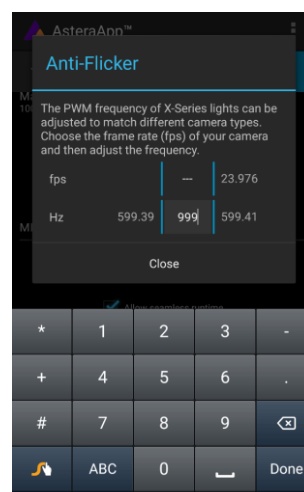 AsteraApp™
Anti-Flicker
The PWM frequency of X-Series lights can be
adjusted to match different camera types.
Choose the frame rate (fps) of your camera
and then adjust the frequency.
fps --- 23.976
Hz 599.39 999 599.41
Close
Allow seamless runtime
* 1 2 3 -
+ 4 5 6 .
# 7 8 9
ABC 0 Done